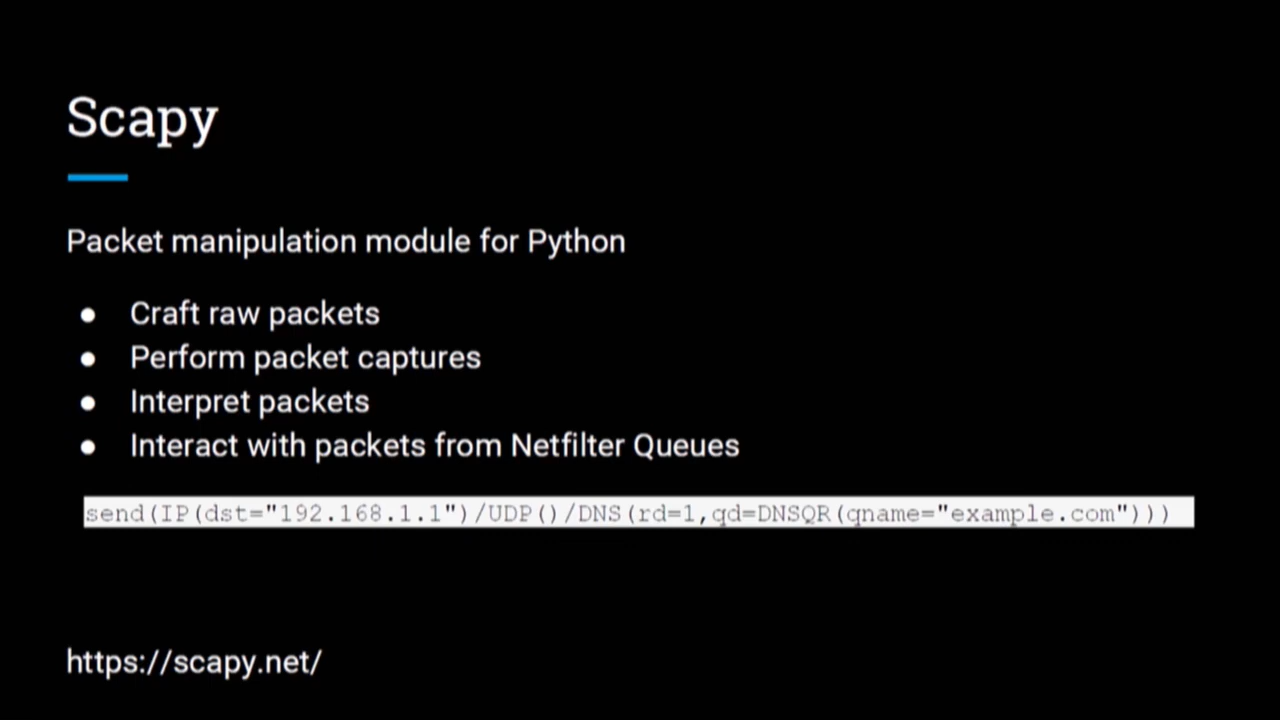 Scapy
Packet manipulation module for Python
● Craft raw packets
● Perform packet captures
● Interpret packets
● Interact with packets from Netfilter Queues
send(IP(dst="192.168.1.1")/UDP()/DNS(rd=1,qd=DNSQR(qname="example.com")))
https://scapy.net/